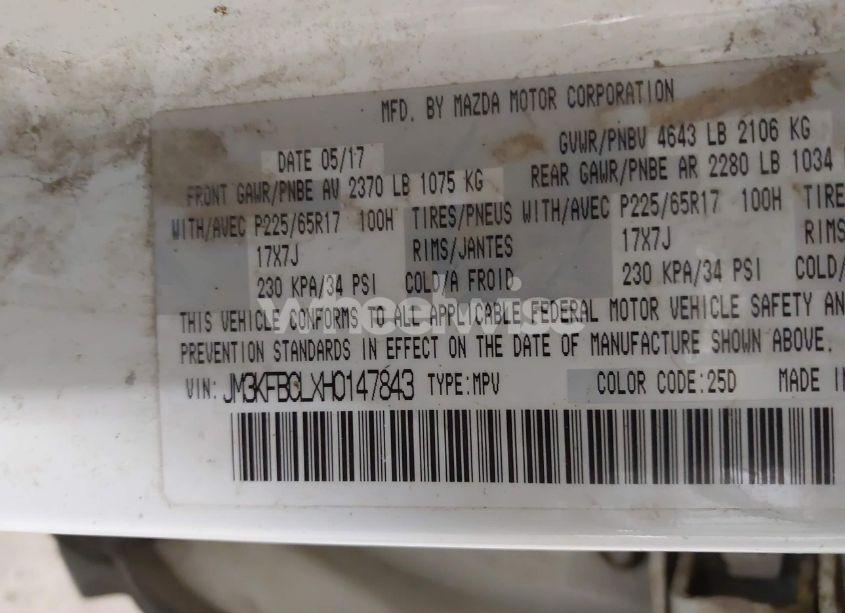 MFD. BY MAZDA MOTOR CORPORATION
DATE 05/17 GVWR/PNBV 4643 LB 2106 KG
FRONT GAWR/PNBE AV 2370 LB 1075 KG REAR GAWR/PNBE AR 2280 LB 1034
WITH/AVEC P225/65R17 100H TIRES/PNEUS WITH/AVEC P225/65R17 100H TIRE
17X7J RIMS/JANTES 17X7J RIMS
230 KPA/34 PSI COLD/A FROID 230 KPA/34 PSI COLD/
THIS VEHICLE CONFORMS TO ALL APPLICABLE FEDERAL MOTOR VEHICLE SAFETY AN
PREVENTION STANDARDS IN EFFECT ON THE DATE OF MANUFACTURE SHOWN ABOVE.
VIN: JM3KFBCLXH0147843 TYPE:MPV COLOR CODE:25D MADE IN
wheelwise